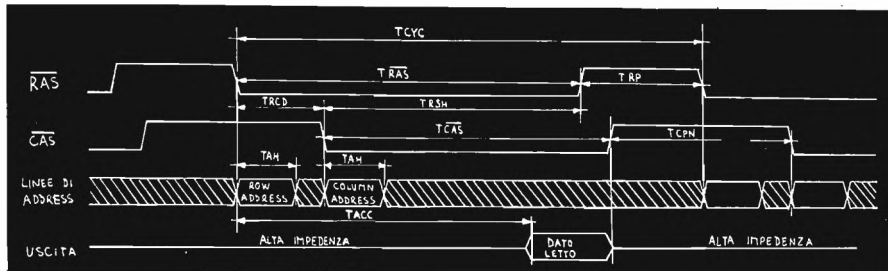 TCYC
RAS
TRAS
TRP
TRCD
TRSH
CAS
TCAS
TCPN
TAH
TAH
LINEE DI
ADDRESS
ROW
ADDRESS
COLUMN
ADDRESS
TACC
USCITA
ALTA IMPEDENZA
DATO
LETTO
ALTA IMPEDENZA